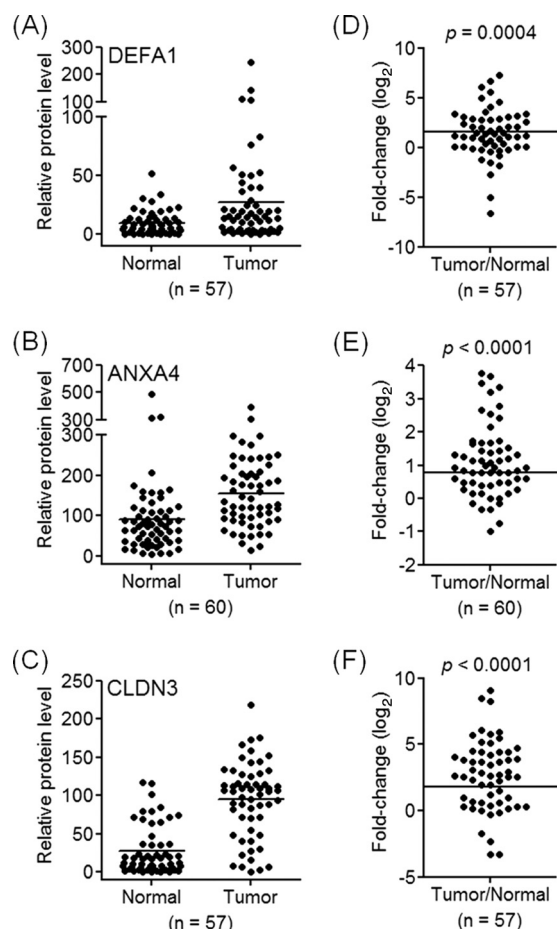 (A)
DEFA1
Relative protein level
300
200
100
100
50
0
Normal
Tumor
(n = 57)
(D)
p = 0.0004
Fold-change (log2)
10
5
0
-5
-10
Tumor/Normal
(n = 57)
(B)
ANXA4
Relative protein level
700
500
300
300
200
100
0
Normal
Tumor
(n = 60)
(E)
p < 0.0001
Fold-change (log2)
4
3
2
1
0
-1
-2
Tumor/Normal
(n = 60)
(C)
CLDN3
Relative protein level
250
200
150
100
50
0
Normal
Tumor
(n = 57)
(F)
p < 0.0001
Fold-change (log2)
10
5
0
-5
Tumor/Normal
(n = 57)